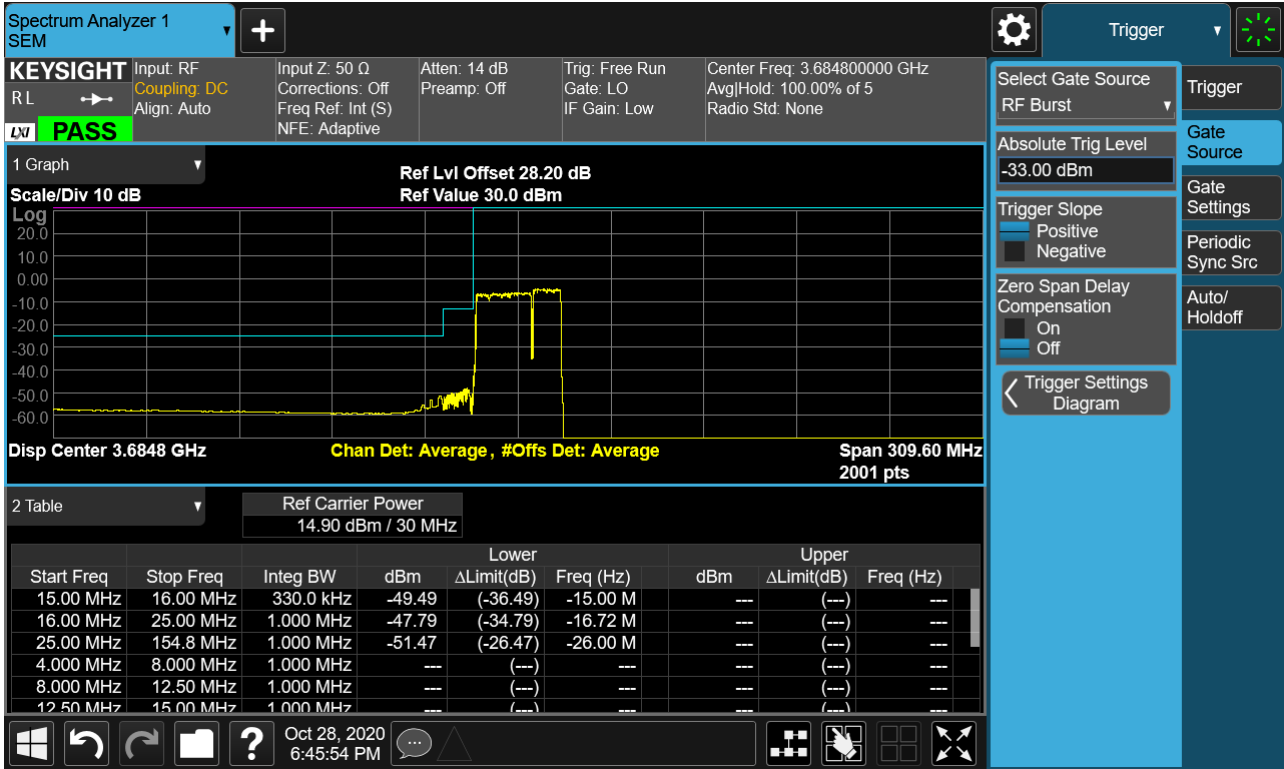 Spectrum Analyzer 1
SEM
Trigger
KEYSIGHT
R L
LXI
PASS
Input: RF
Coupling: DC
Align: Auto
Input Z: 50 Ω
Corrections: Off
Freq Ref: Int (S)
NFE: Adaptive
Atten: 14 dB
Preamp: Off
Trig: Free Run
Gate: LO
IF Gain: Low
Center Freq: 3.684800000 GHz
Avg|Hold: 100.00% of 5
Radio Std: None
1 Graph
Ref Lvl Offset 28.20 dB
Scale/Div 10 dB
Ref Value 30.0 dBm
Log
20.0
10.0
0.00
-10.0
-20.0
-30.0
-40.0
-50.0
-60.0
Disp Center 3.6848 GHz
Chan Det: Average , #Offs Det: Average
Span 309.60 MHz
2001 pts
2 Table
Ref Carrier Power
14.90 dBm / 30 MHz
Lower Upper
Start Freq Stop Freq Integ BW dBm ΔLimit(dB) Freq (Hz) dBm ΔLimit(dB) Freq (Hz)
15.00 MHz 16.00 MHz 330.0 kHz -49.49 (-36.49) -15.00 M --- (---) ---
16.00 MHz 25.00 MHz 1.000 MHz -47.79 (-34.79) -16.72 M --- (---) ---
25.00 MHz 154.8 MHz 1.000 MHz -51.47 (-26.47) -26.00 M --- (---) ---
4.000 MHz 8.000 MHz 1.000 MHz --- (---) --- --- (---) ---
8.000 MHz 12.50 MHz 1.000 MHz --- (---) --- --- (---) ---
12.50 MHz 15.00 MHz 1.000 MHz --- (---) --- --- (---) ---
Oct 28, 2020
6:45:54 PM
Select Gate Source
RF Burst
Absolute Trig Level
-33.00 dBm
Trigger Slope
Positive
Negative
Zero Span Delay
Compensation
On
Off
Trigger Settings
Diagram
Trigger
Gate
Source
Gate
Settings
Periodic
Sync Src
Auto/
Holdoff